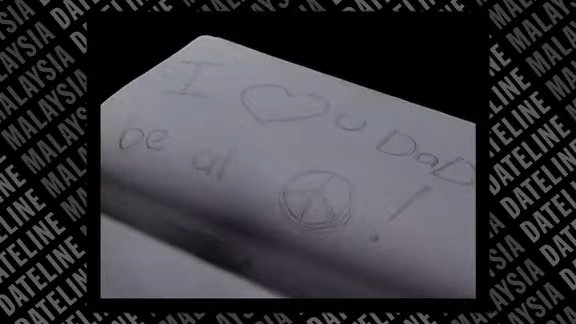 I ♡ u DaD
be at ☮ !
DATELINE MALAYSIA